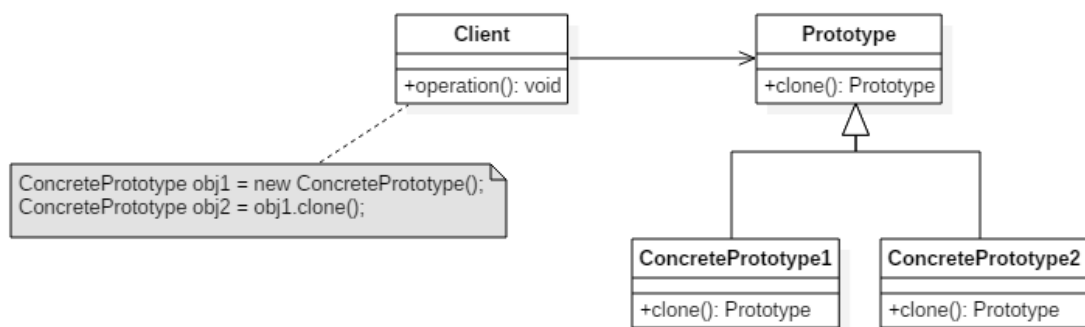 Client
+operation(): void
Prototype
+clone(): Prototype
ConcretePrototype obj1 = new ConcretePrototype();
ConcretePrototype obj2 = obj1.clone();
ConcretePrototype1
+clone(): Prototype
ConcretePrototype2
+clone(): Prototype